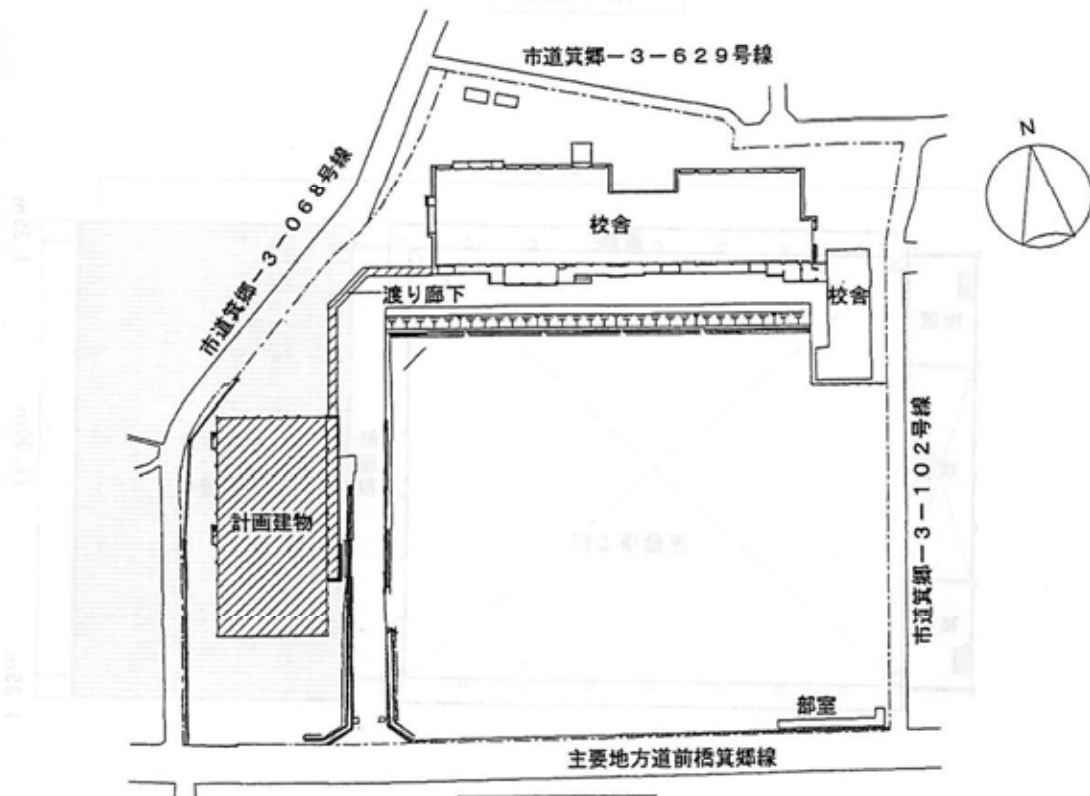 市道箕郷－３－６２９号線
N
市道箕郷－３－０６８号線
校舎
渡り廊下
校舎
計画建物
市道箕郷－３－１０２号線
部室
主要地方道前橋箕郷線